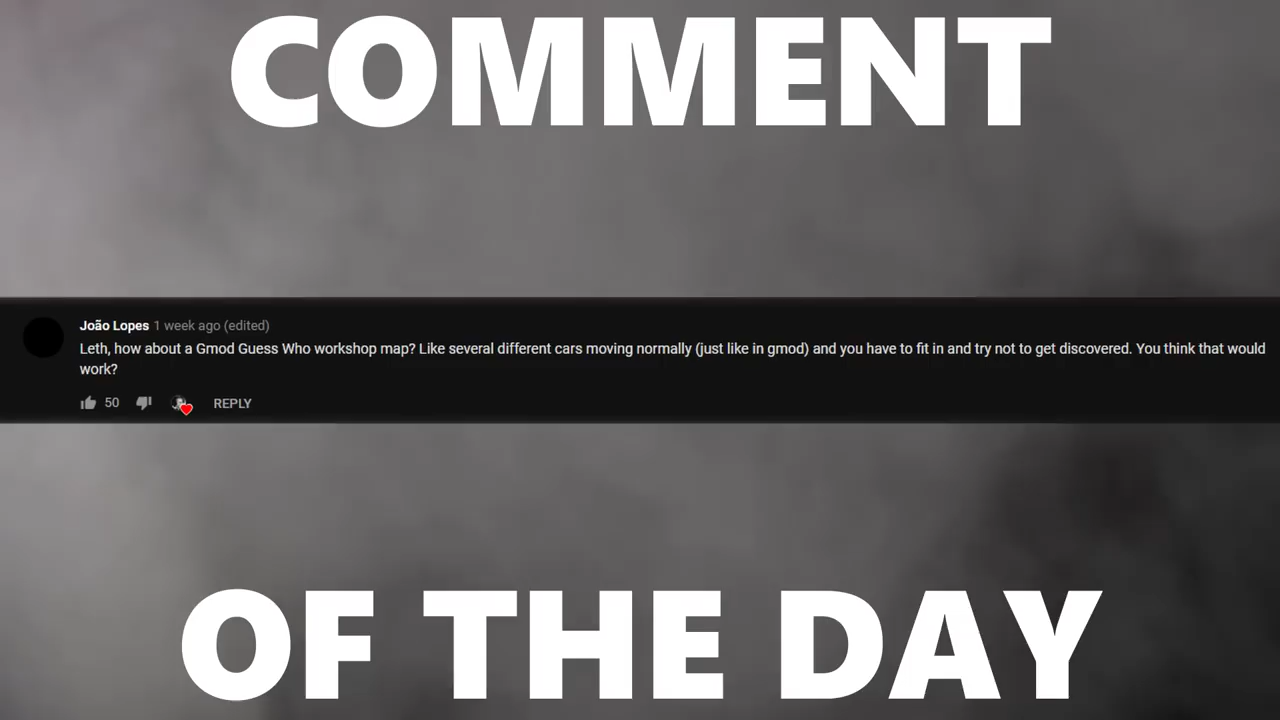 COMMENT
João Lopes 1 week ago (edited)
Leth, how about a Gmod Guess Who workshop map? Like several different cars moving normally (just like in gmod) and you have to fit in and try not to get discovered. You think that would
work?
50 REPLY
OF THE DAY